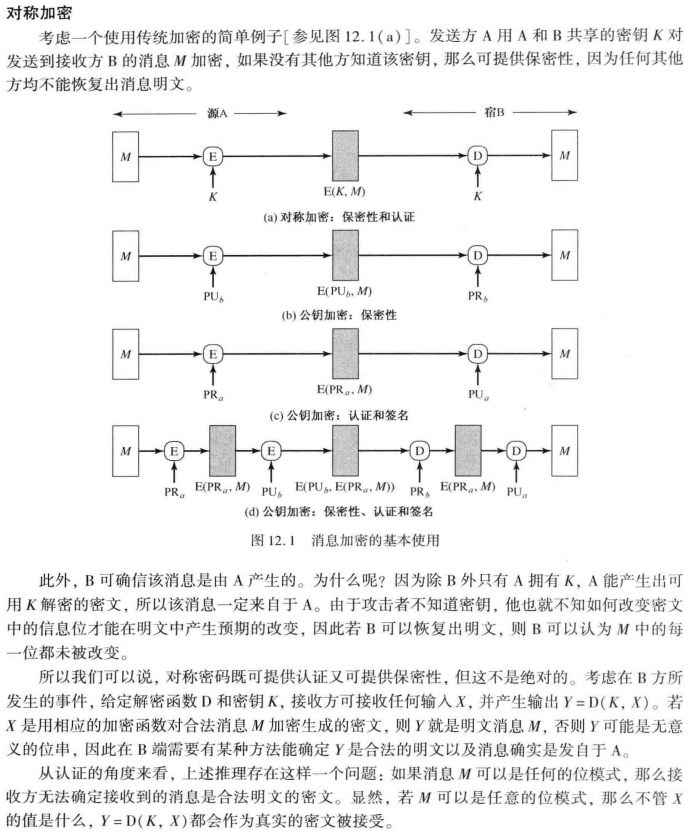 对称加密
考虑一个使用传统加密的简单例子[参见图 12.1(a)]。发送方 A 用 A 和 B 共享的密钥 K 对
发送到接收方 B 的消息 M 加密，如果没有其他方知道该密钥，那么可提供保密性，因为任何其他
方均不能恢复出消息明文。
源A 宿B
M E D M
E(K, M)
K K
(a) 对称加密：保密性和认证
M E D M
PU_b E(PU_b, M) PR_b
(b) 公钥加密：保密性
M E D M
PR_a E(PR_a, M) PU_a
(c) 公钥加密：认证和签名
M E E D D M
PR_a E(PR_a, M) PU_b E(PU_b, E(PR_a, M)) PR_b E(PR_a, M) PU_a
(d) 公钥加密：保密性、认证和签名
图 12.1 消息加密的基本使用
此外，B 可确信该消息是由 A 产生的。为什么呢？因为除 B 外只有 A 拥有 K，A 能产生出可
用 K 解密的密文，所以该消息一定来自于 A。由于攻击者不知道密钥，他也就不知如何改变密文
中的信息位才能在明文中产生预期的改变，因此若 B 可以恢复出明文，则 B 可以认为 M 中的每
一位都未被改变。
所以我们可以说，对称密码既可提供认证又可提供保密性，但这不是绝对的。考虑在 B 方所
发生的事件，给定解密函数 D 和密钥 K，接收方可接收任何输入 X，并产生输出 Y = D(K, X)。若
X 是用相应的加密函数对合法消息 M 加密生成的密文，则 Y 就是明文消息 M，否则 Y 可能是无意
义的位串，因此在 B 端需要有某种方法能确定 Y 是合法的明文以及消息确实是发自于 A。
从认证的角度来看，上述推理存在这样一个问题：如果消息 M 可以是任何的位模式，那么接
收方无法确定接收到的消息是合法明文的密文。显然，若 M 可以是任意的位模式，那么不管 X
的值是什么，Y = D(K, X) 都会作为真实的密文被接受。